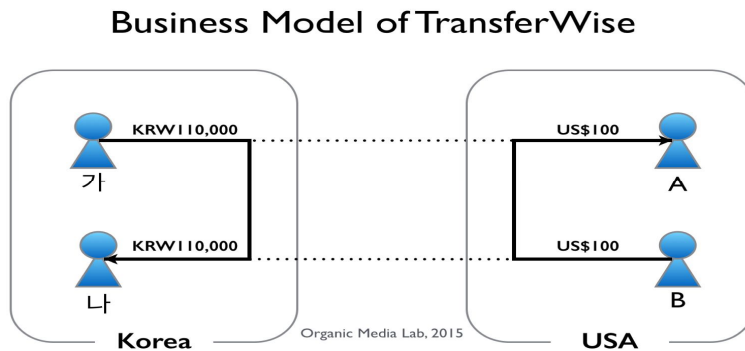 Business Model of TransferWise
KRW110,000
US$100
가
A
KRW110,000
US$100
나
B
Korea
Organic Media Lab, 2015
USA